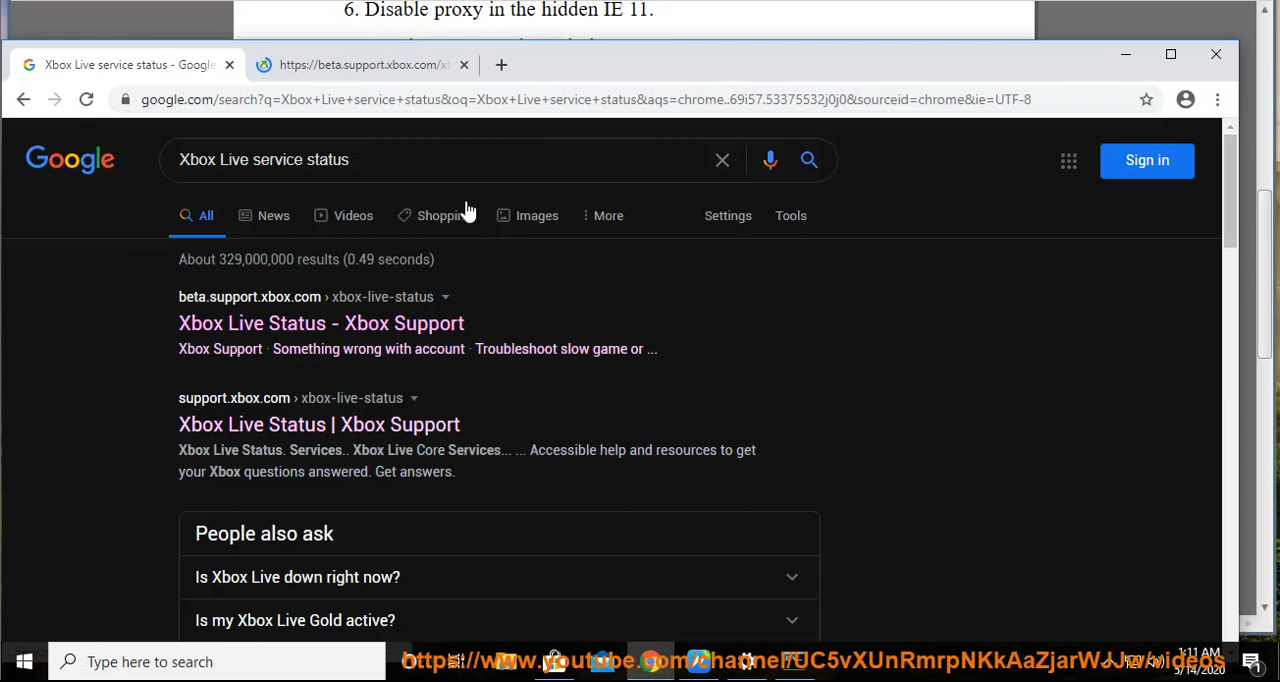 6. Disable proxy in the hidden IE 11.
Xbox Live service status - Google
https://beta.support.xbox.com/xb
google.com/search?q=Xbox+Live+service+status&oq=Xbox+Live+service+status&aqs=chrome..69i57.53375532j0j0&sourceid=chrome&ie=UTF-8
Google
Xbox Live service status
Sign in
All News Videos Shopping Images More Settings Tools
About 329,000,000 results (0.49 seconds)
beta.support.xbox.com › xbox-live-status
Xbox Live Status - Xbox Support
Xbox Support · Something wrong with account · Troubleshoot slow game or ...
support.xbox.com › xbox-live-status
Xbox Live Status | Xbox Support
Xbox Live Status. Services.. Xbox Live Core Services... ... Accessible help and resources to get
your Xbox questions answered. Get answers.
People also ask
Is Xbox Live down right now?
Is my Xbox Live Gold active?
Type here to search
https://www.youtube.com/channel/UC5vXUnRmrpNKkAaZjarWJUw/videos
1:11 AM
5/14/2020
1